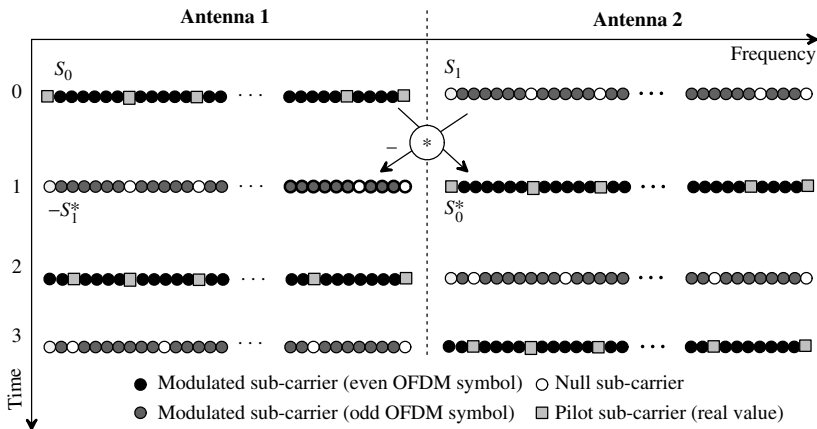 Antenna 1
Antenna 2
Frequency
0
S₀
S₁
–
*
1
–S₁*
S₀*
2
3
Time
Modulated sub-carrier (even OFDM symbol)
Null sub-carrier
Modulated sub-carrier (odd OFDM symbol)
Pilot sub-carrier (real value)